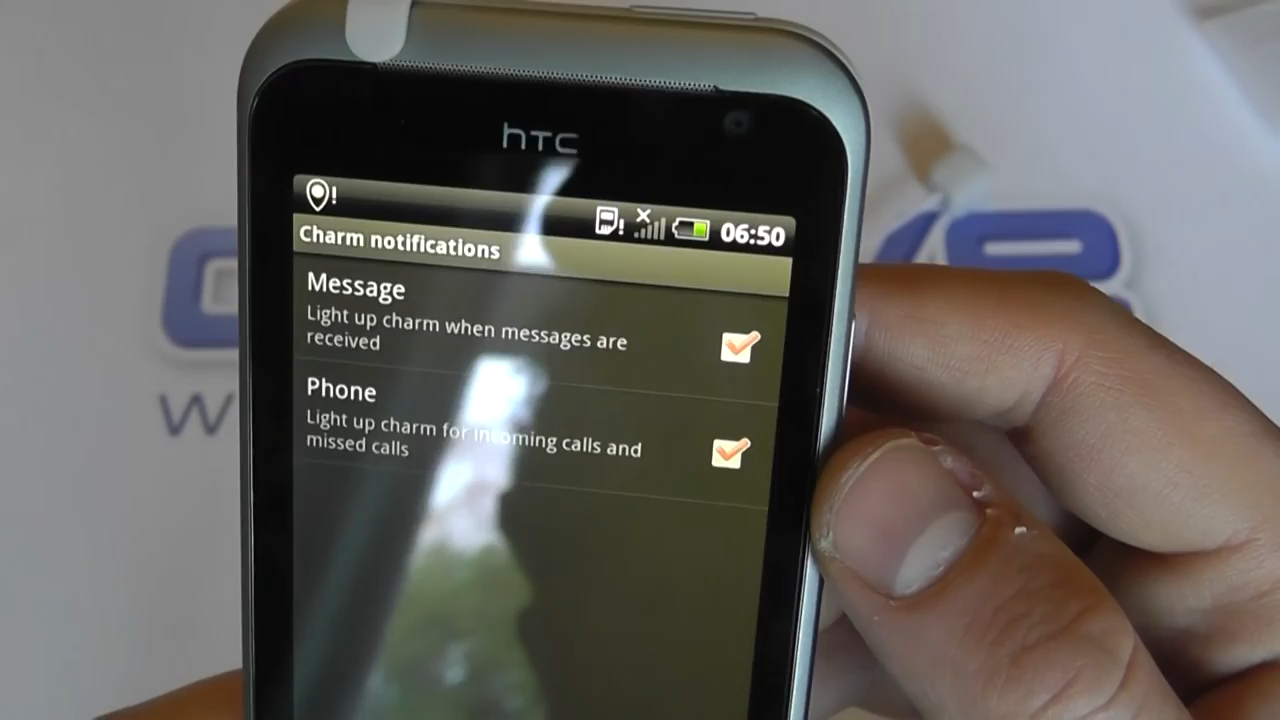 hTC
06:50
Charm notifications
Message
Light up charm when messages are
received
Phone
Light up charm for incoming calls and
missed calls